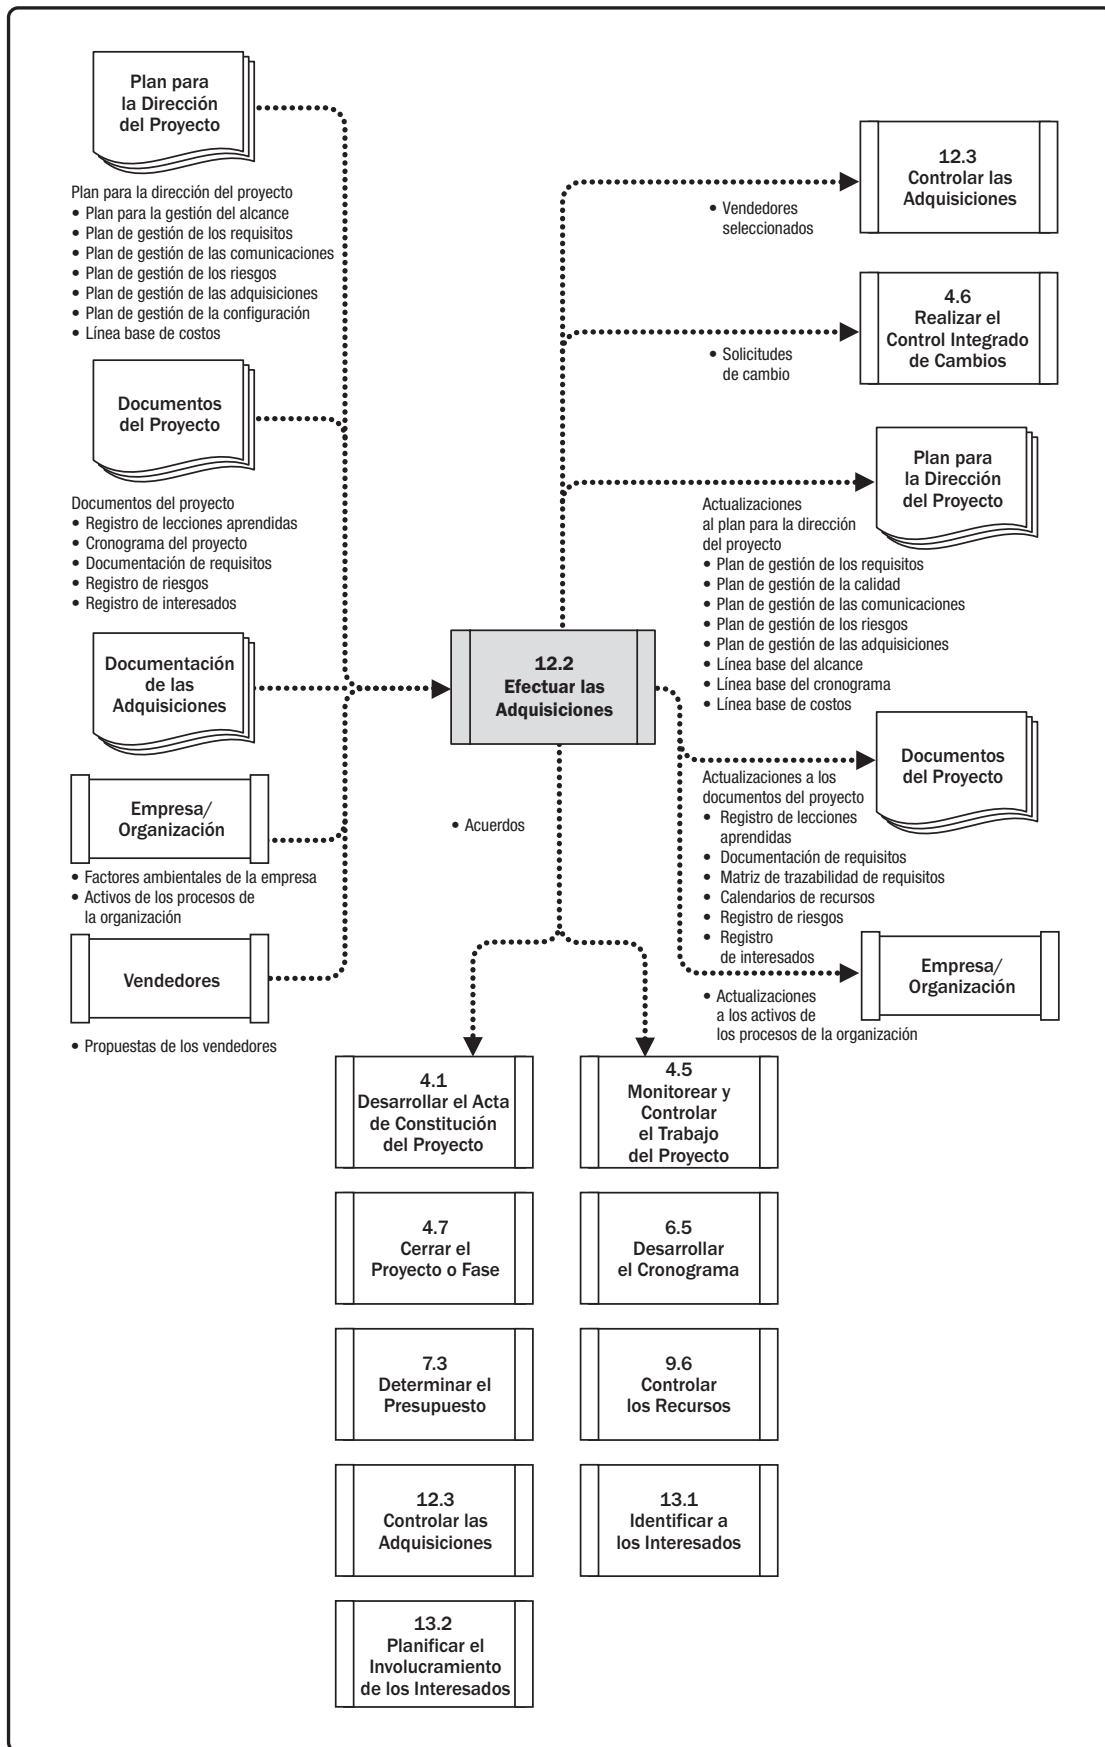 Plan para
la Dirección
del Proyecto
Plan para la dirección del proyecto
• Plan para la gestión del alcance
• Plan de gestión de los requisitos
• Plan de gestión de las comunicaciones
• Plan de gestión de los riesgos
• Plan de gestión de las adquisiciones
• Plan de gestión de la configuración
• Línea base de costos
Documentos
del Proyecto
Documentos del proyecto
• Registro de lecciones aprendidas
• Cronograma del proyecto
• Documentación de requisitos
• Registro de riesgos
• Registro de interesados
Documentación
de las
Adquisiciones
Empresa/
Organización
• Factores ambientales de la empresa
• Activos de los procesos de
la organización
Vendedores
• Propuestas de los vendedores
12.2
Efectuar las
Adquisiciones
• Vendedores
seleccionados
12.3
Controlar las
Adquisiciones
• Solicitudes
de cambio
4.6
Realizar el
Control Integrado
de Cambios
Plan para
la Dirección
del Proyecto
Actualizaciones
al plan para la dirección
del proyecto
• Plan de gestión de los requisitos
• Plan de gestión de la calidad
• Plan de gestión de las comunicaciones
• Plan de gestión de los riesgos
• Plan de gestión de las adquisiciones
• Línea base del alcance
• Línea base del cronograma
• Línea base de costos
Documentos
del Proyecto
Actualizaciones a los
documentos del proyecto
• Registro de lecciones
aprendidas
• Documentación de requisitos
• Matriz de trazabilidad de requisitos
• Calendarios de recursos
• Registro de riesgos
• Registro
de interesados
Empresa/
Organización
• Actualizaciones
a los activos de
los procesos de la organización
• Acuerdos
4.1
Desarrollar el Acta
de Constitución
del Proyecto
4.5
Monitorear y
Controlar
el Trabajo
del Proyecto
4.7
Cerrar el
Proyecto o Fase
6.5
Desarrollar
el Cronograma
7.3
Determinar el
Presupuesto
9.6
Controlar
los Recursos
12.3
Controlar las
Adquisiciones
13.1
Identificar a
los Interesados
13.2
Planificar el
Involucramiento
de los Interesados